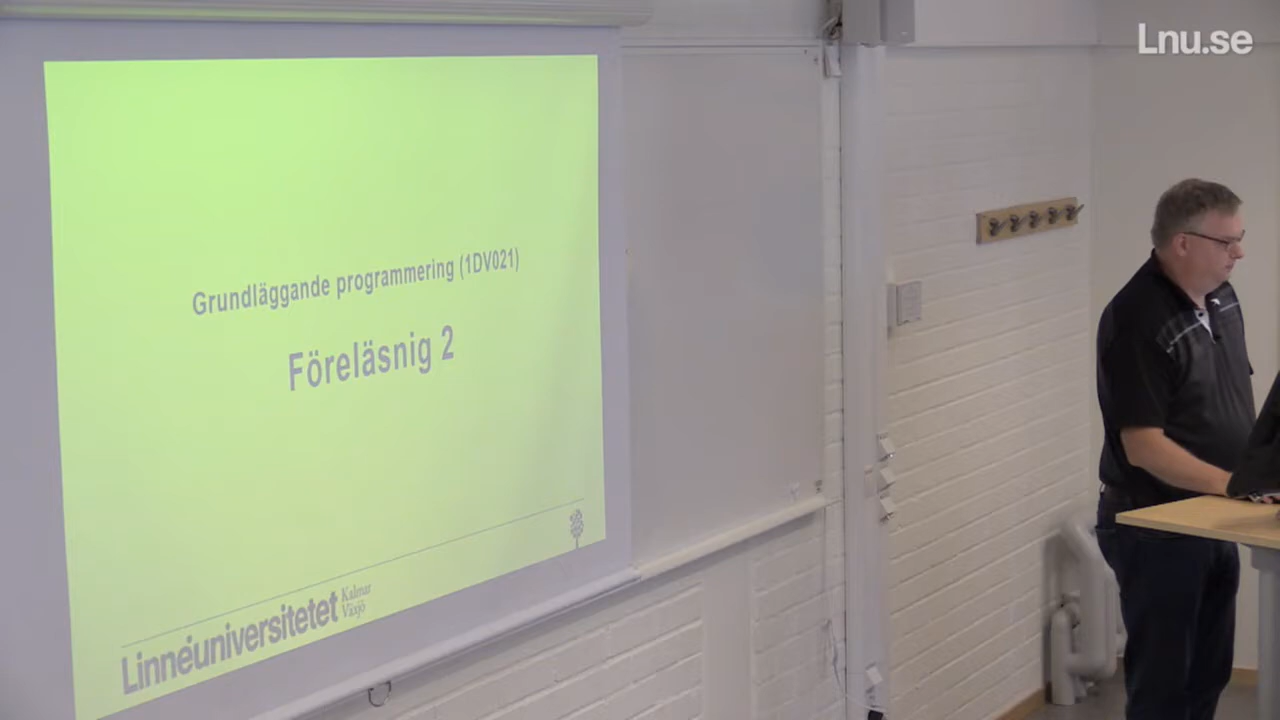 Lnu.se
Grundläggande programmering (1DV021)
Föreläsnig 2
Linnéuniversitetet
Kalmar
Växjö